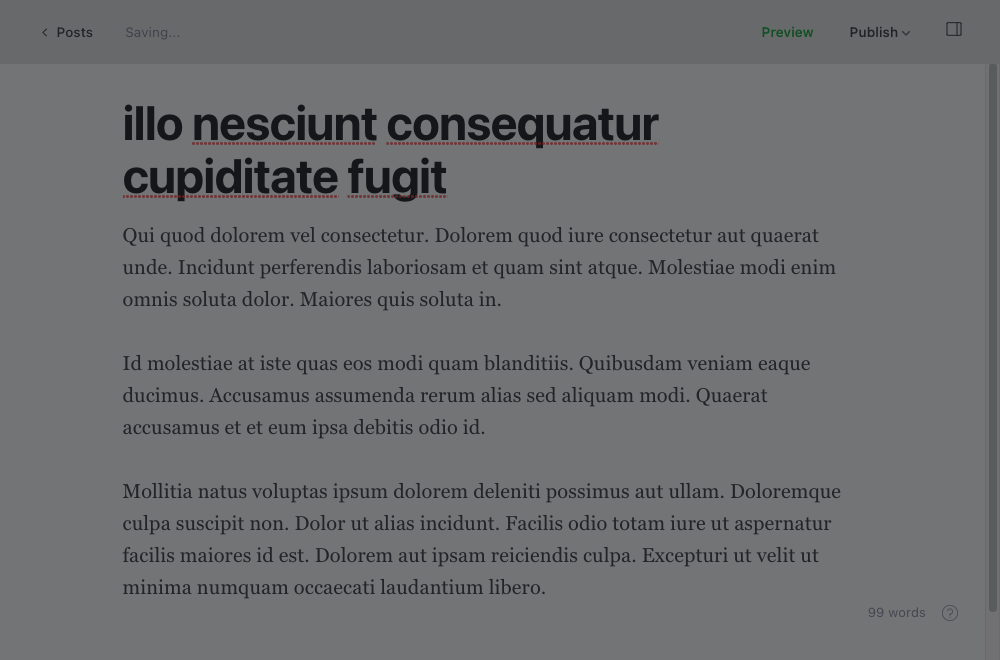 Posts
Saving...
Preview
Publish
illo nesciunt consequatur
cupiditate fugit
Qui quod dolorem vel consectetur. Dolorem quod iure consectetur aut quaerat
unde. Incidunt perferendis laboriosam et quam sint atque. Molestiae modi enim
omnis soluta dolor. Maiores quis soluta in.
Id molestiae at iste quas eos modi quam blanditiis. Quibusdam veniam eaque
ducimus. Accusamus assumenda rerum alias sed aliquam modi. Quaerat
accusamus et et eum ipsa debitis odio id.
Mollitia natus voluptas ipsum dolorem deleniti possimus aut ullam. Doloremque
culpa suscipit non. Dolor ut alias incidunt. Facilis odio totam iure ut aspernatur
facilis maiores id est. Dolorem aut ipsam reiciendis culpa. Excepturi ut velit ut
minima numquam occaecati laudantium libero.
99 words
?